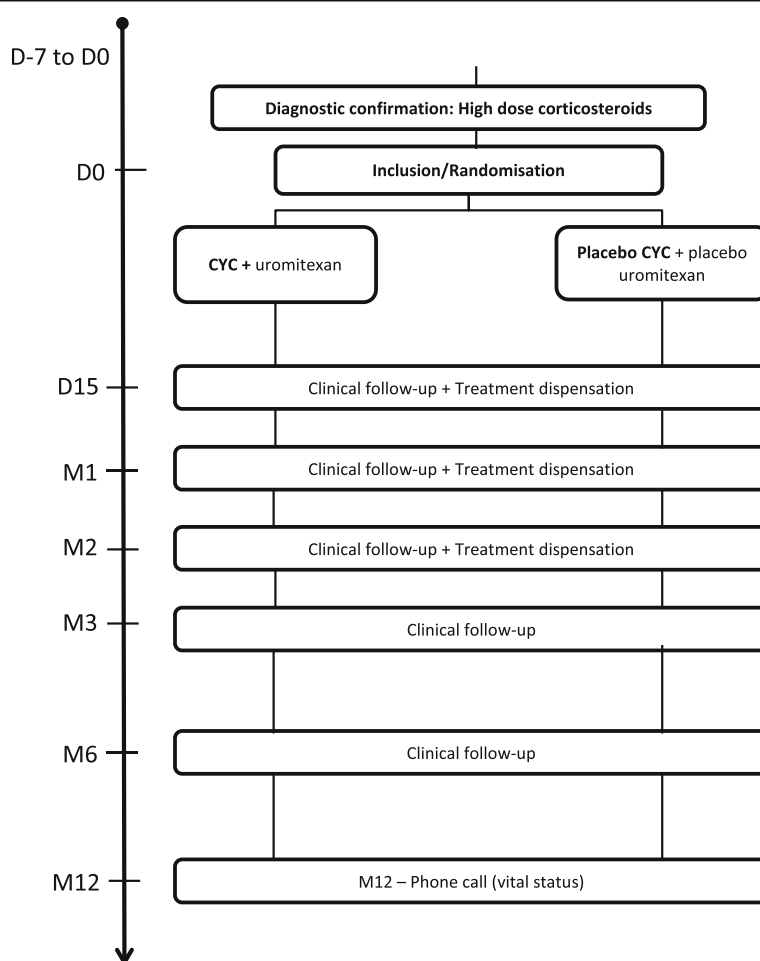 D-7 to D0
Diagnostic confirmation: High dose corticosteroids
D0
Inclusion/Randomisation
CYC + uromitexan
Placebo CYC + placebo
uromitexan
D15
Clinical follow-up + Treatment dispensation
M1
Clinical follow-up + Treatment dispensation
M2
Clinical follow-up + Treatment dispensation
M3
Clinical follow-up
M6
Clinical follow-up
M12
M12 – Phone call (vital status)